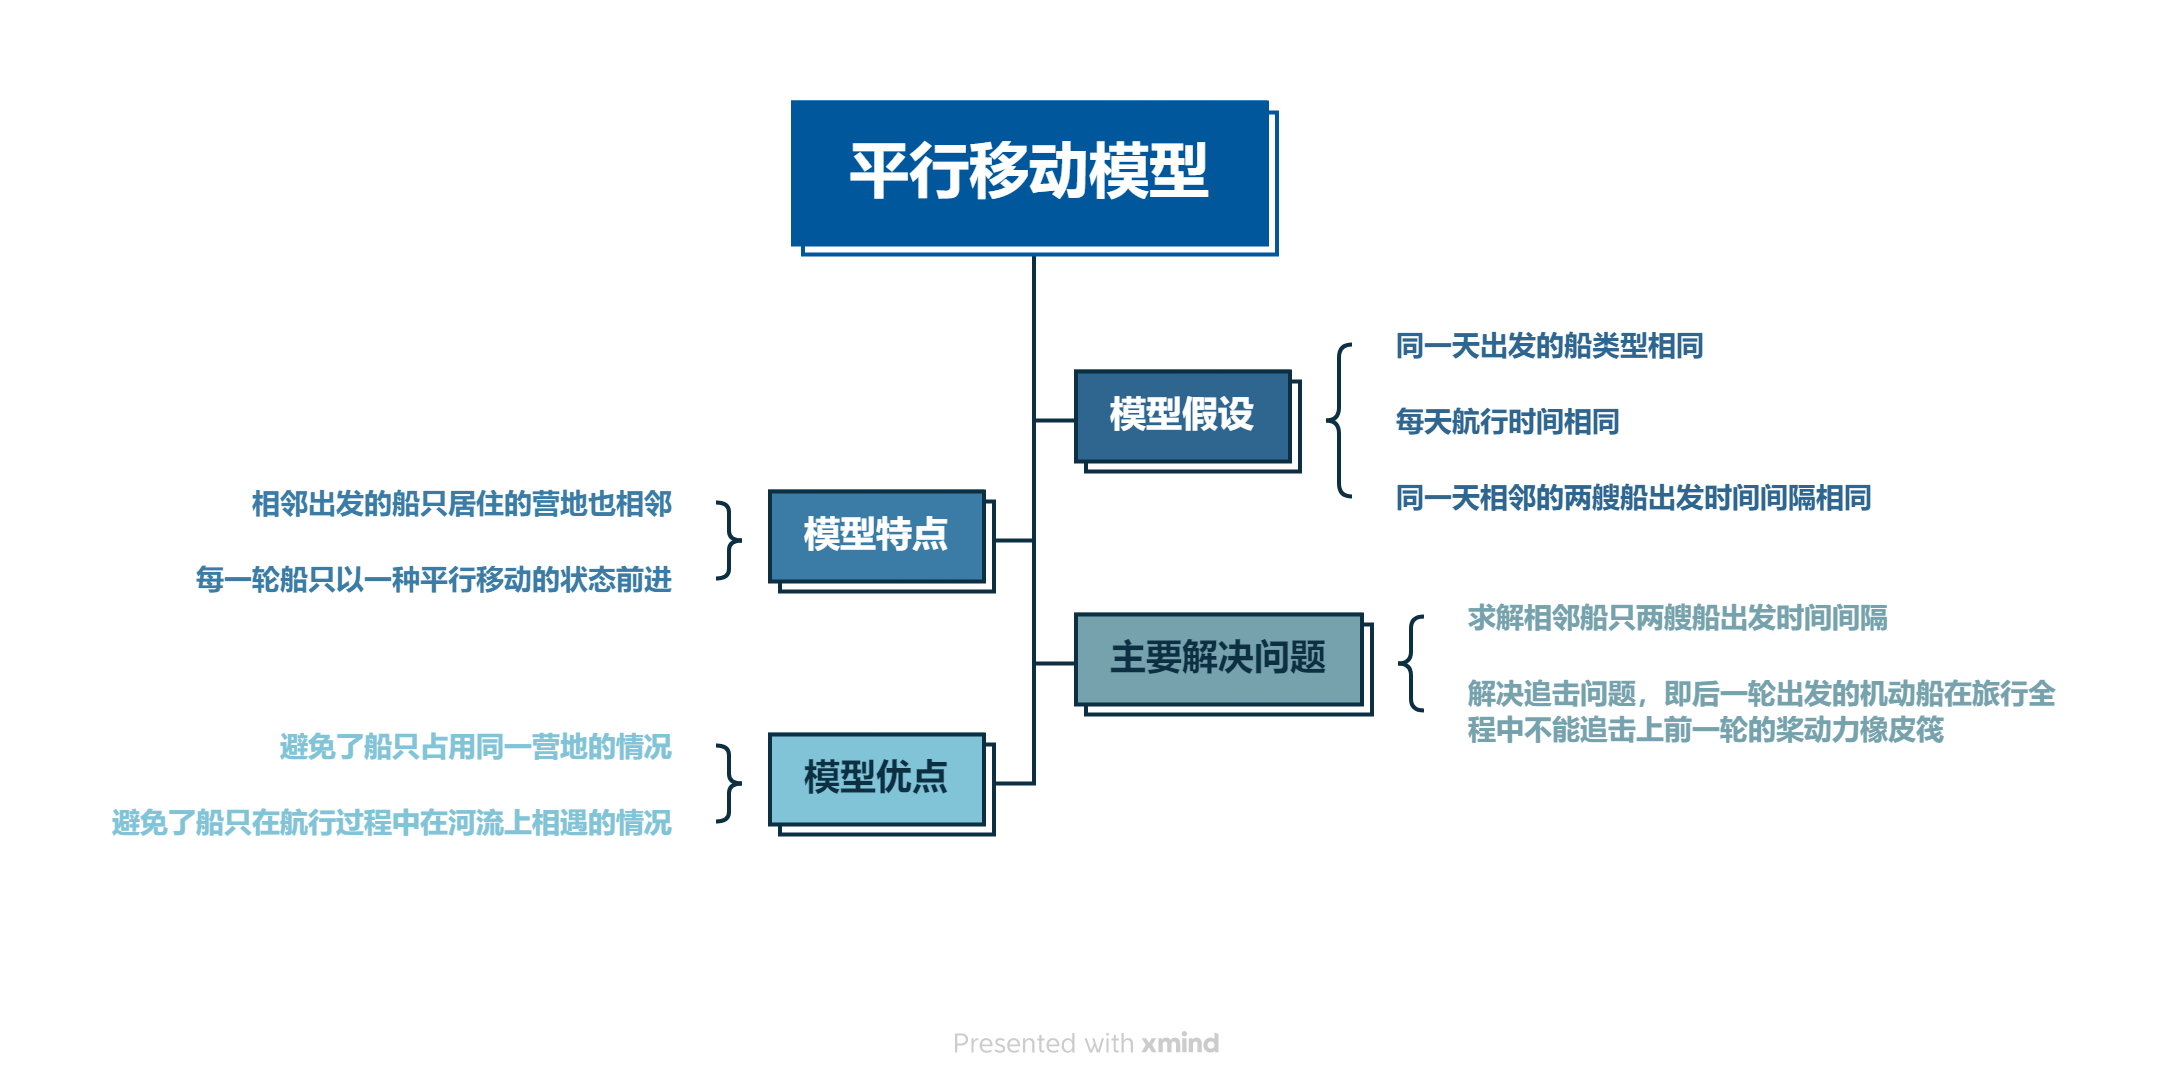 平行移动模型
模型假设
同一天出发的船类型相同
每天航行时间相同
同一天相邻的两艘船出发时间间隔相同
模型特点
相邻出发的船只居住的营地也相邻
每一轮船只以一种平行移动的状态前进
主要解决问题
求解相邻船只两艘船出发时间间隔
解决追击问题，即后一轮出发的机动船在旅行全
程中不能追击上前一轮的桨动力橡皮筏
模型优点
避免了船只占用同一营地的情况
避免了船只在航行过程中在河流上相遇的情况
Presented with xmind